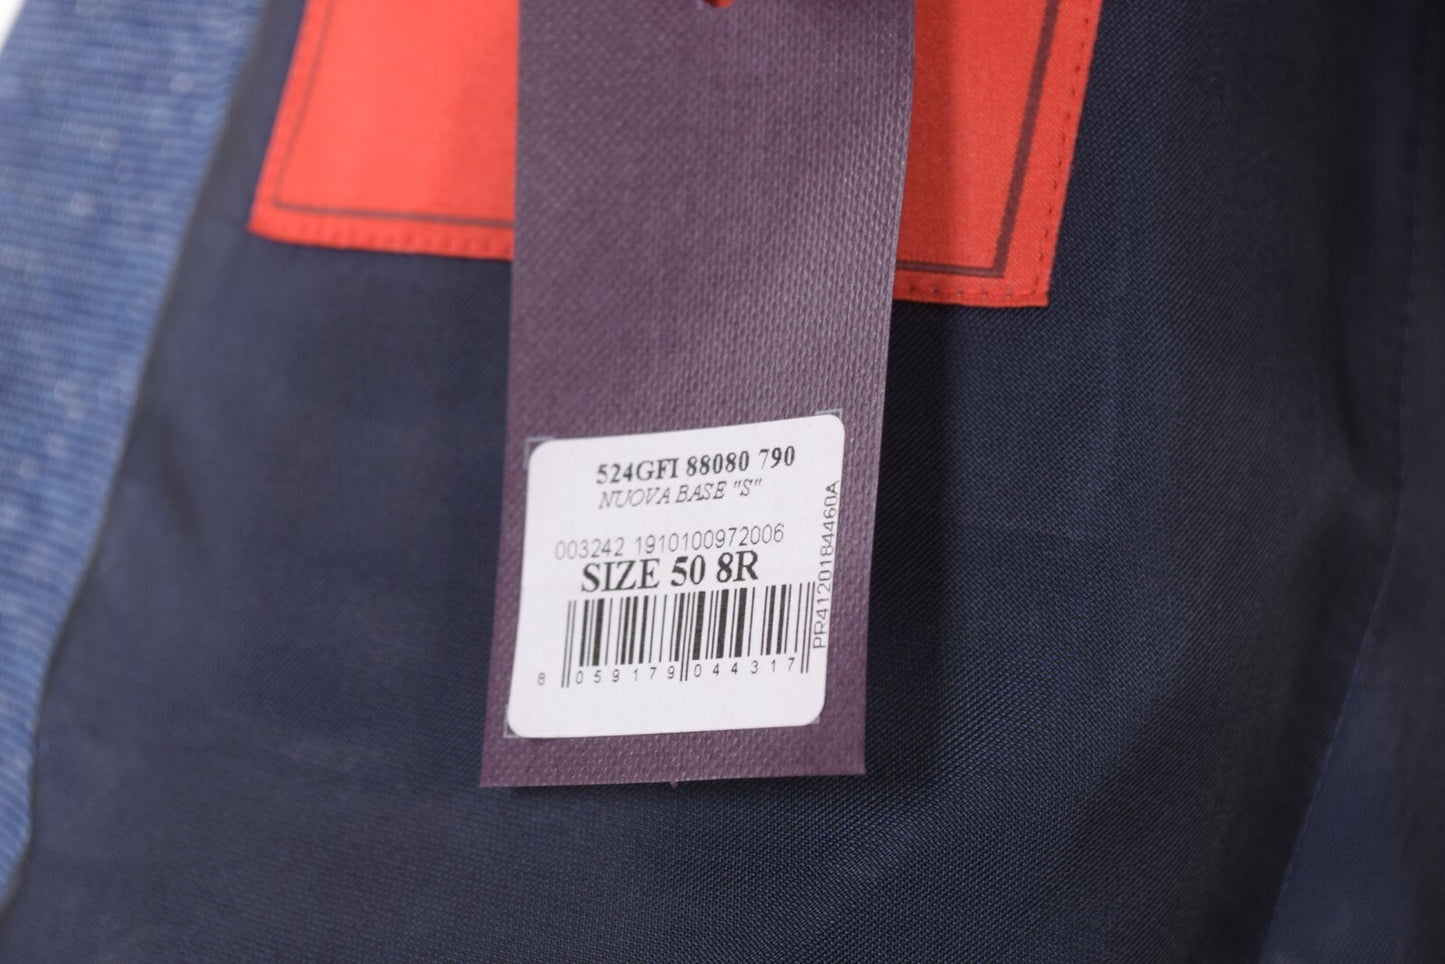 524GFI 88080 790
NUOVA BASE "S"
003242 1910100972006
SIZE 50 8R
8 059179 044317
PR4120184460A